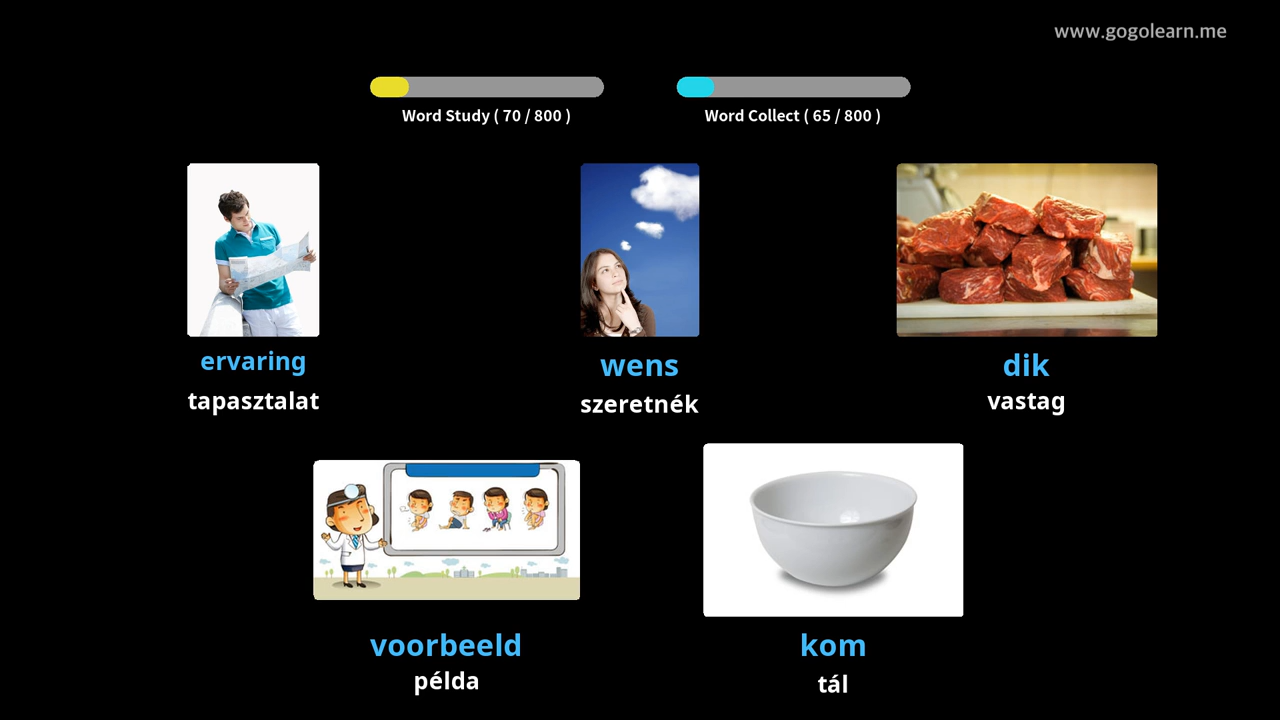 www.gogolearn.me
Word Study ( 70 / 800 )
Word Collect ( 65 / 800 )
ervaring
tapasztalat
wens
szeretnék
dik
vastag
voorbeeld
példa
kom
tál